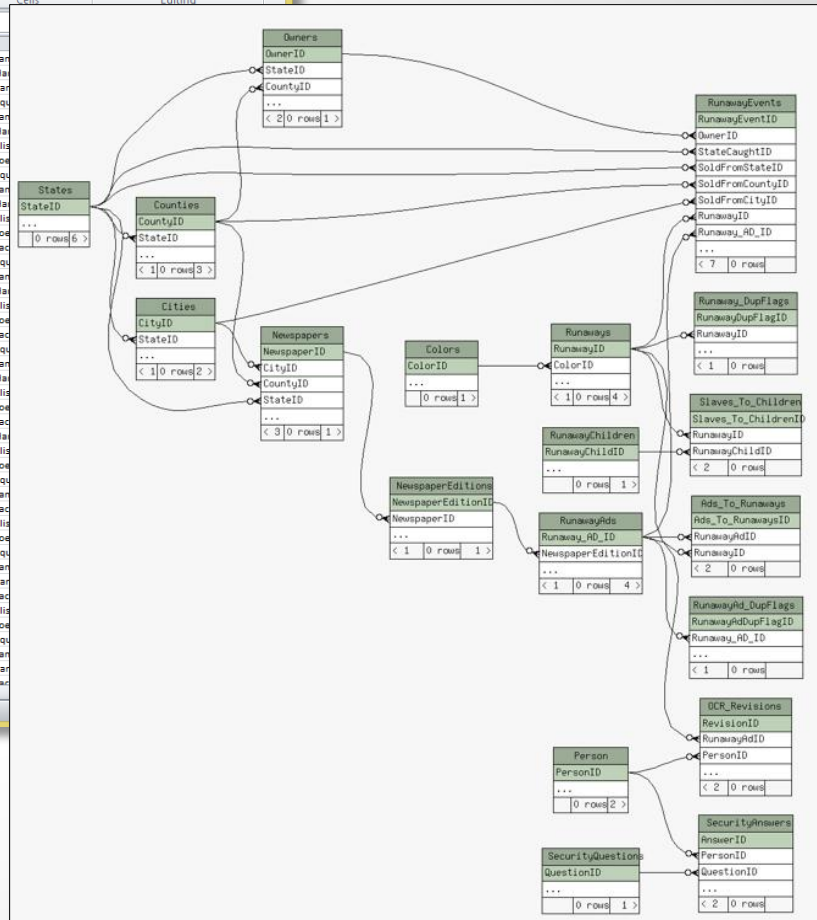 Cells
Editing
Owners
OwnerID
StateID
CountyID
...
< 2 0 rows 1 >
RunawayEvents
RunawayEventID
OwnerID
StateCaughtID
SoldFromStateID
SoldFromCountyID
SoldFromCityID
RunawayID
Runaway_AD_ID
...
< 7 0 rows
States
StateID
...
0 rows 6 >
Counties
CountyID
StateID
...
< 1 0 rows 3 >
Cities
CityID
StateID
...
< 1 0 rows 2 >
Newspapers
NewspaperID
CityID
CountyID
StateID
...
< 3 0 rows 1 >
Colors
ColorID
...
0 rows 1 >
Runaways
RunawayID
ColorID
...
< 1 0 rows 4 >
Runaway_DupFlags
RunawayDupFlagID
RunawayID
...
< 1 0 rows
Slaves_To_Children
Slaves_To_ChildrenID
RunawayID
RunawayChildID
< 2 0 rows
RunawayChildren
RunawayChildID
...
0 rows 1 >
NewspaperEditions
NewspaperEditionID
NewspaperID
...
< 1 0 rows 1 >
RunawayAds
Runaway_AD_ID
NewspaperEditionID
...
< 1 0 rows 4 >
Ads_To_Runaways
Ads_To_RunawaysID
RunawayAdID
RunawayID
< 2 0 rows
RunawayAd_DupFlags
RunawayAdDupFlagID
Runaway_AD_ID
...
< 1 0 rows
OCR_Revisions
RevisionID
RunawayAdID
PersonID
...
< 2 0 rows
Person
PersonID
...
0 rows 2 >
SecurityAnswers
AnswerID
PersonID
QuestionID
...
< 2 0 rows
SecurityQuestions
QuestionID
...
0 rows 1 >